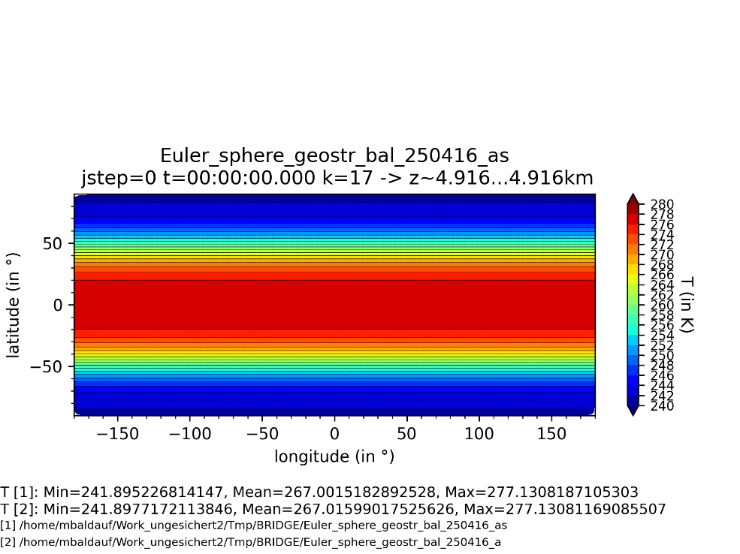 Euler_sphere_geostr_bal_250416_as
jstep=0 t=00:00:00.000 k=17 -> z~4.916...4.916km
280
278
276
274
272
270
268
266
264
262
260
258
256
254
252
250
248
246
244
242
240
T (in K)
50
0
−50
latitude (in °)
−150 −100 −50 0 50 100 150
longitude (in °)
T [1]: Min=241.895226814147, Mean=267.0015182892528, Max=277.1308187105303
T [2]: Min=241.8977172113846, Mean=267.01599017525626, Max=277.13081169085507
[1] /home/mbaldauf/Work_ungesichert2/Tmp/BRIDGE/Euler_sphere_geostr_bal_250416_as
[2] /home/mbaldauf/Work_ungesichert2/Tmp/BRIDGE/Euler_sphere_geostr_bal_250416_a